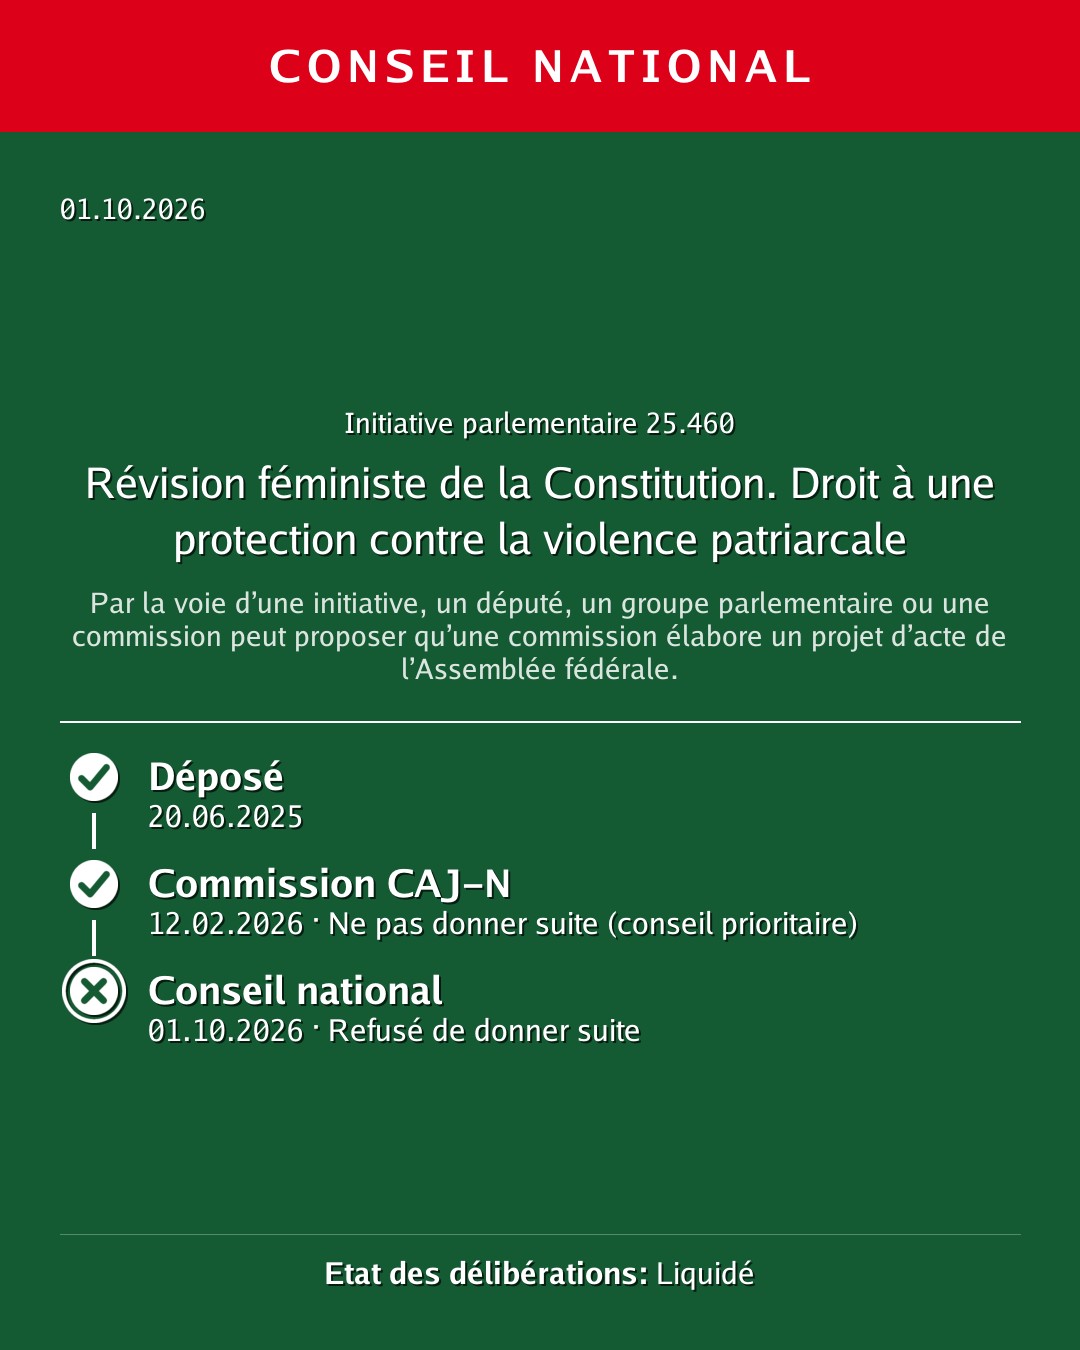 CONSEIL NATIONAL
01.10.2026
Initiative parlementaire 25.460
Révision féministe de la Constitution. Droit à une
protection contre la violence patriarcale
Par la voie d’une initiative, un député, un groupe parlementaire ou une
commission peut proposer qu’une commission élabore un projet d’acte de
l’Assemblée fédérale.
Déposé
20.06.2025
Commission CAJ–N
12.02.2026 · Ne pas donner suite (conseil prioritaire)
Conseil national
01.10.2026 · Refusé de donner suite
Etat des délibérations: Liquidé